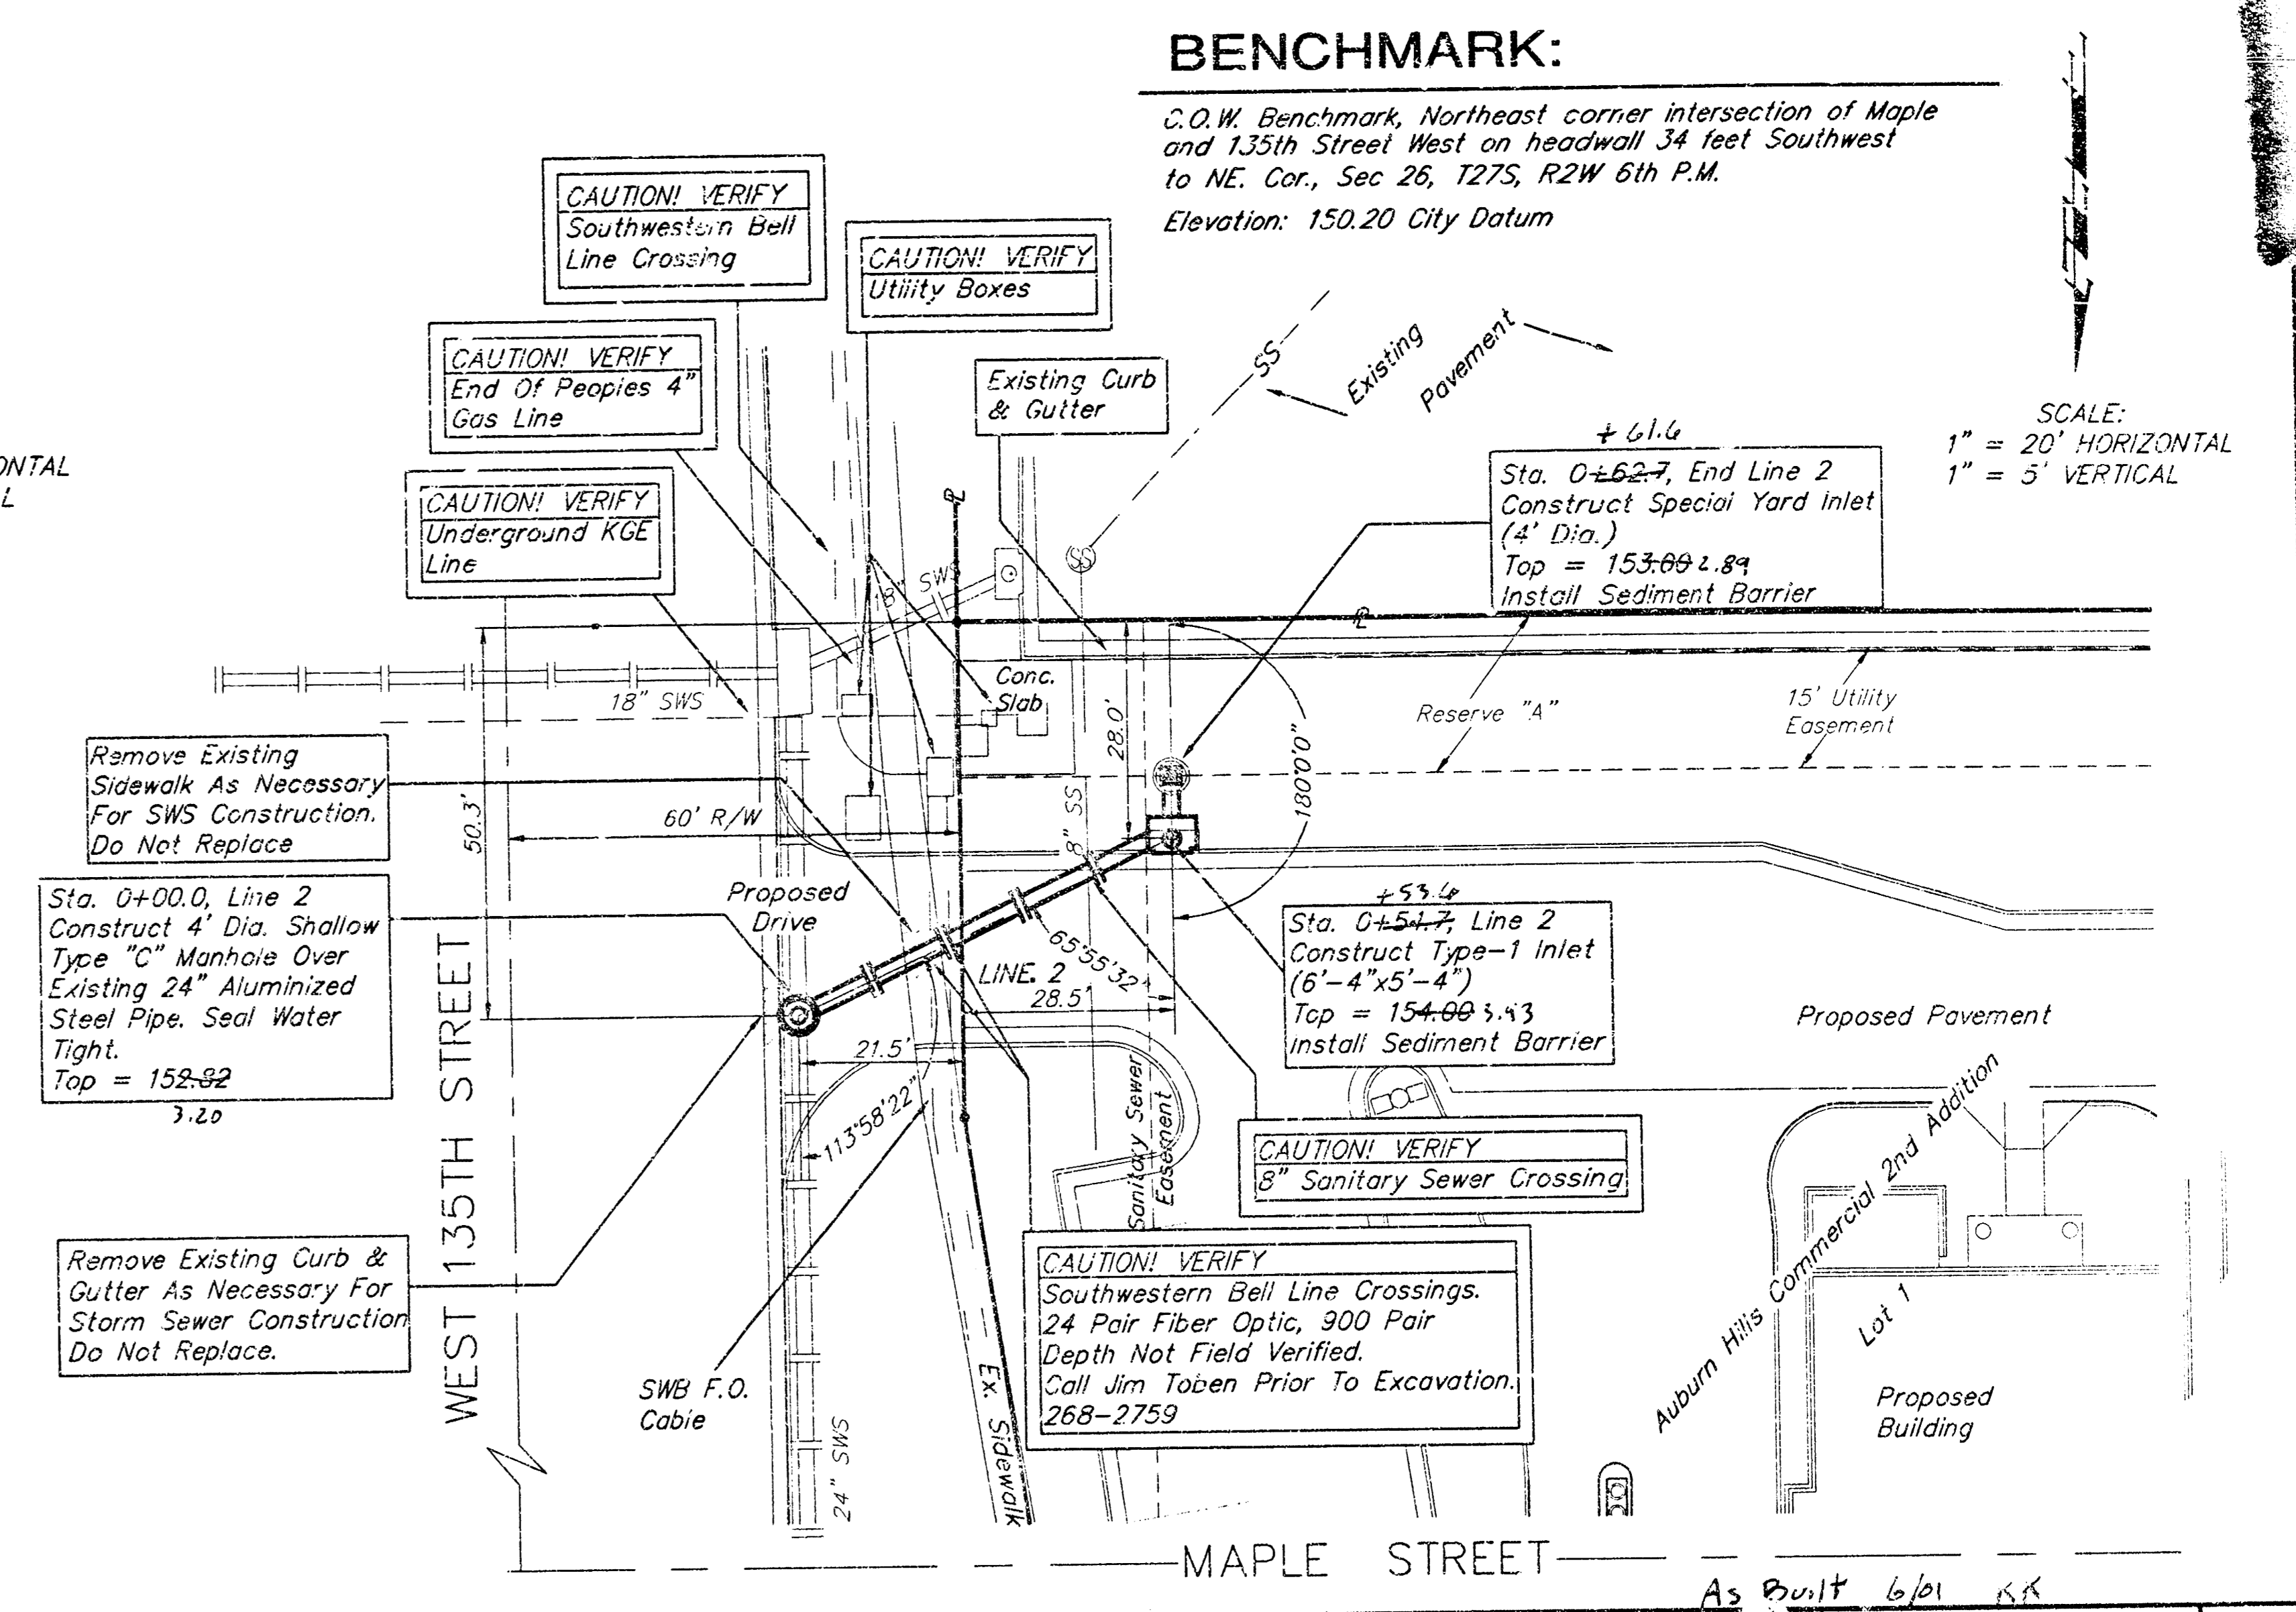 BENCHMARK:
C.O.W. Benchmark, Northeast corner intersection of Maple
and 135th Street West on headwall 34 feet Southwest
to NE. Cor., Sec 26, T27S, R2W 6th P.M.
Elevation: 150.20 City Datum
CAUTION! VERIFY
Southwestern Bell
Line Crossing
CAUTION! VERIFY
Utility Boxes
CAUTION! VERIFY
End Of Peoples 4"
Gas Line
Existing Curb
& Gutter
SS
Existing
Pavement
SCALE:
1" = 20' HORIZONTAL
1" = 5' VERTICAL
ONTAL
L
CAUTION! VERIFY
Underground KGE
Line
+61.6
Sta. 0+62.7, End Line 2
Construct Special Yard Inlet
(4' Dia.)
Top = 153.00 2.89
Install Sediment Barrier
SS
18" SWS
18" SWS
Conc.
Slab
28.0'
180°0'0"
Reserve "A"
15' Utility
Easement
Remove Existing
Sidewalk As Necessary
For SWS Construction.
Do Not Replace
50.3'
60' R/W
8" SS
Proposed
Drive
Sta. 0+00.0, Line 2
Construct 4' Dia. Shallow
Type "C" Manhole Over
Existing 24" Aluminized
Steel Pipe. Seal Water
Tight.
Top = 152.82
3.20
LINE 2
65°55'32"
28.5'
21.5'
113°58'22"
+53.6
Sta. 0+54.7, Line 2
Construct Type-1 Inlet
(6'-4"x5'-4")
Top = 154.00 3.93
Install Sediment Barrier
Proposed Pavement
WEST 135TH STREET
Sanitary Sewer
Easement
CAUTION! VERIFY
8" Sanitary Sewer Crossing
Auburn Hills Commercial 2nd Addition
Lot 1
Proposed
Building
Remove Existing Curb &
Gutter As Necessary For
Storm Sewer Construction
Do Not Replace.
CAUTION! VERIFY
Southwestern Bell Line Crossings.
24 Pair Fiber Optic, 900 Pair
Depth Not Field Verified.
Call Jim Toben Prior To Excavation.
268-2759
SWB F.O.
Cable
24" SWS
Ex. Sidewalk
MAPLE STREET
As Built 6/01 KK